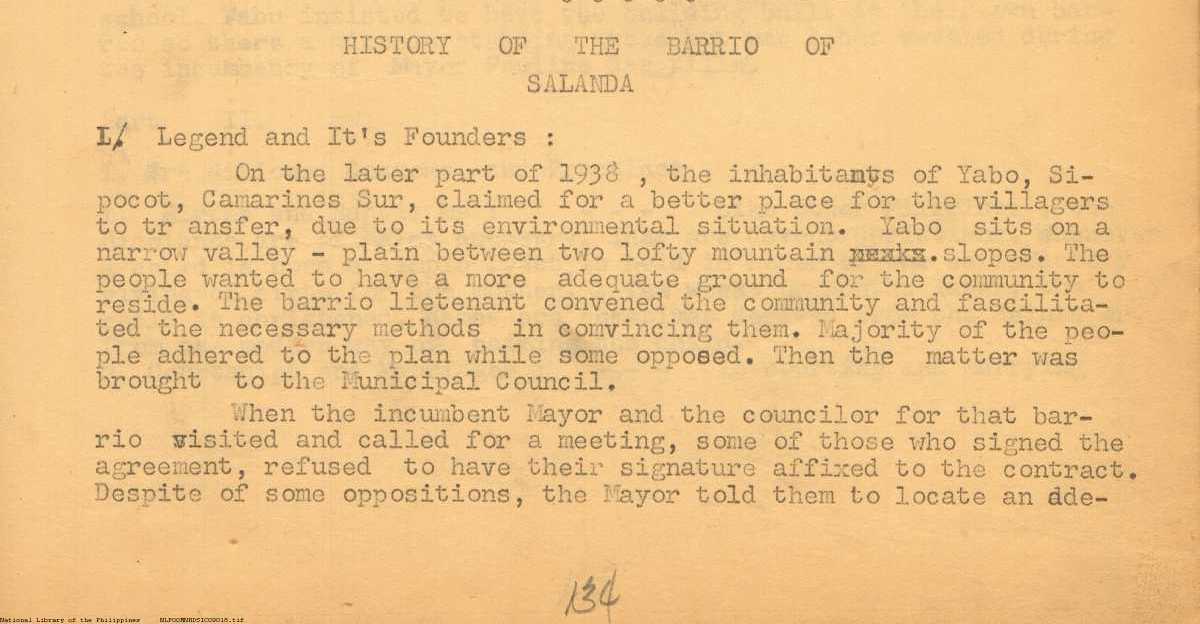 HISTORY OF THE BARRIO OF
SALANDA
I. Legend and It's Founders :
On the later part of 1938 , the inhabitants of Yabo, Si-
pocot, Camarines Sur, claimed for a better place for the villagers
to tr ansfer, due to its environmental situation. Yabo sits on a
narrow valley - plain between two lofty mountain .slopes. The
people wanted to have a more adequate ground for the community to
reside. The barrio lietenant convened the community and fascilita-
ted the necessary methods in comvincing them. Majority of the peo-
ple adhered to the plan while some opposed. Then the matter was
brought to the Municipal Council.
When the incumbent Mayor and the councilor for that bar-
rio visited and called for a meeting, some of those who signed the
agreement, refused to have their signature affixed to the contract.
Despite of some oppositions, the Mayor told them to locate an ade-
National Library of the Philippines